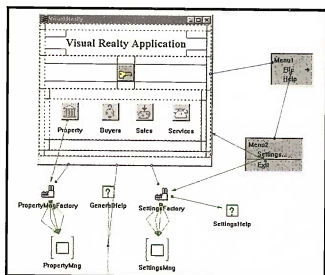 VisualRealty
Visual Realty Application
Property Buyers Sales Services
Menu1
File
Help
Menu2
Settings...
Exit
PropertyMngFactory
GeneralHelp
SettingsFactory
SettingsHelp
PropertyMng
SettingsMng